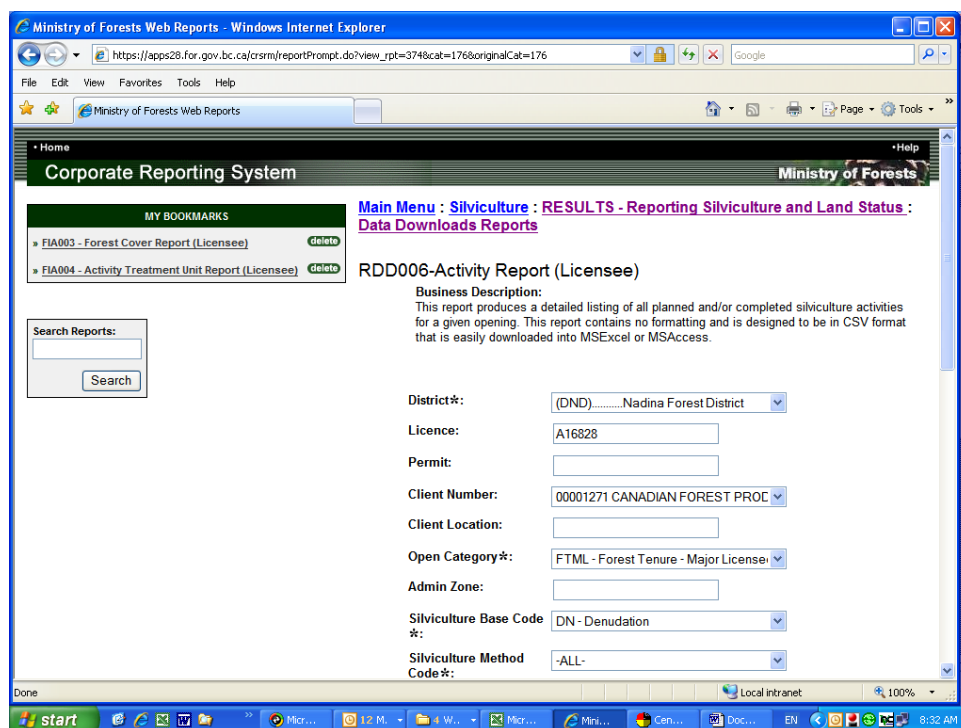 Ministry of Forests Web Reports - Windows Internet Explorer
https://apps28.for.gov.bc.ca/crsrm/reportPrompt.do?view_rpt=374&cat=176&originalCat=176
Google
File Edit View Favorites Tools Help
Ministry of Forests Web Reports
Page Tools »
• Home
•Help
Corporate Reporting System
Ministry of Forests
MY BOOKMARKS
» FIA003 - Forest Cover Report (Licensee) delete
» FIA004 - Activity Treatment Unit Report (Licensee) delete
Search Reports:
Search
Main Menu : Silviculture : RESULTS - Reporting Silviculture and Land Status :
Data Downloads Reports
RDD006-Activity Report (Licensee)
Business Description:
This report produces a detailed listing of all planned and/or completed silviculture activities
for a given opening. This report contains no formatting and is designed to be in CSV format
that is easily downloaded into MSExcel or MSAccess.
District*: (DND)..........Nadina Forest District
Licence: A16828
Permit:
Client Number: 00001271 CANADIAN FOREST PROD
Client Location:
Open Category*: FTML - Forest Tenure - Major License
Admin Zone:
Silviculture Base Code
*: DN - Denudation
Silviculture Method
Code*: -ALL-
Done
Local intranet
100%
start » Micr... 12 M. 4 W... Micr... Mini... Cen... Doc... EN 8:32 AM